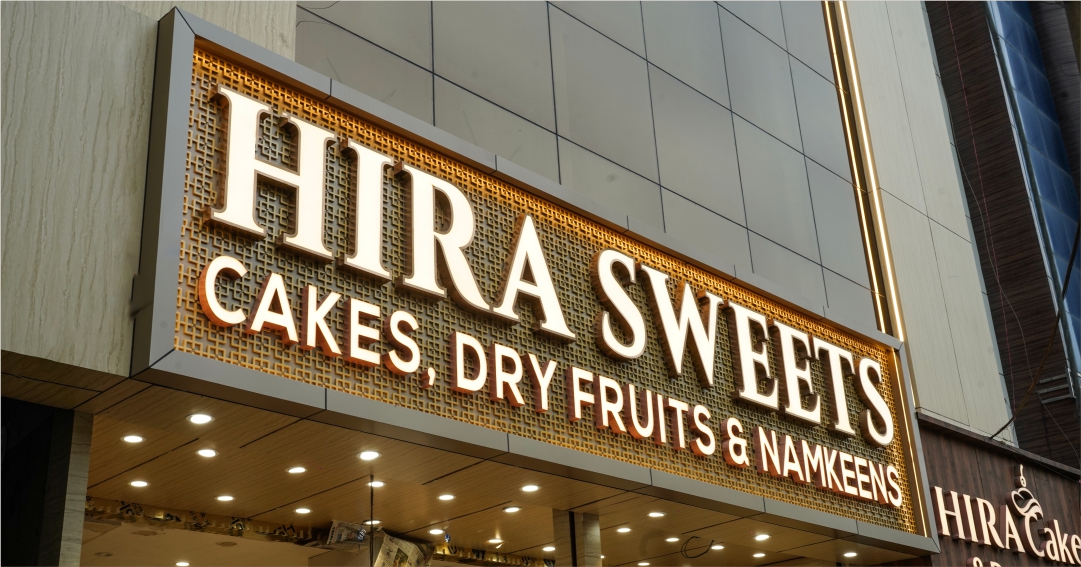 HIRA SWEETS
CAKES, DRY FRUITS & NAMKEENS
HIRA Cake